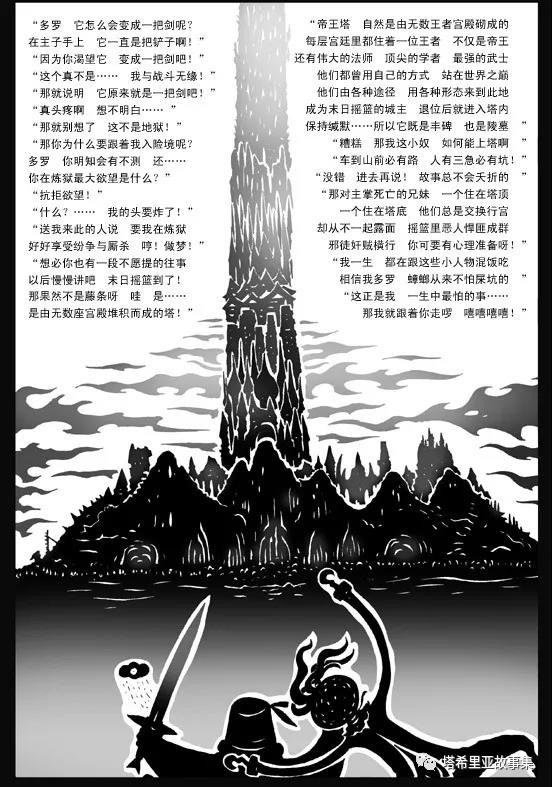 “多罗　它怎么会变成一把剑呢?
在主子手上　它一直是把铲子啊!”
“因为你渴望它　变成一把剑吧!”
“这个真不是……　我与战斗无缘!”
“那就说明　它原来就是一把剑吧!”
“真头疼啊　想不明白……　”
“那就别想了　这不是地狱!　”
“那你为什么要跟着我入险境呢?
多罗　你明知会有不测　还……
你在炼狱最大欲望是什么?”
“抗拒欲望!”
“什么?……　我的头要炸了!”
“送我来此的人说　要我在炼狱
好好享受纷争与厮杀　哼!　做梦!”
“想必你也有一段不愿提的往事
以后慢慢讲吧　末日摇篮到了!
那果然不是藤条呀　哇　是……
是由无数座宫殿堆积而成的塔!”
“帝王塔　自然是由无数王者宫殿砌成的
每层宫廷里都住着一位王者　不仅是帝王
还有伟大的法师　顶尖的学者　最强的武士
他们都曾用自己的方式　站在世界之巅
他们由各种途径　用各种形态来到此地
成为末日摇篮的城主　退位后就进入塔内
保持缄默……所以它既是丰碑　也是陵墓　”
“糟糕　那我这小奴　如何能上塔啊　”
“车到山前必有路　人有三急必有坑!　”
“没错　进去再说!　故事总不会夭折的　”
“那对主掌死亡的兄妹　一个住在塔顶
一个住在塔底　他们总是交换行宫
却从不一起露面　摇篮里恶人悍匪成群
邪徒奸贼横行　你可要有心理准备呀!　”
“我一生　都在跟这些小人物混饭吃
相信我多罗　蟑螂从来不怕屎坑的　”
“这正是我　一生中最怕的事……
那我就跟着你走啰　嘻嘻嘻嘻!　”
塔希里亚故事集